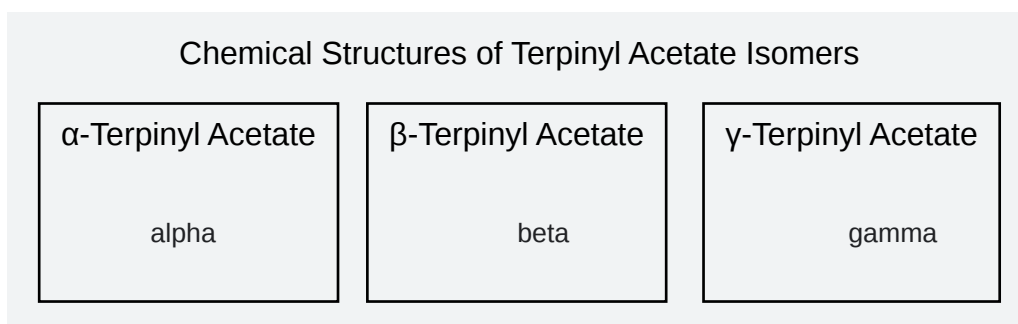 Chemical Structures of Terpinyl Acetate Isomers
α-Terpinyl Acetate
β-Terpinyl Acetate
γ-Terpinyl Acetate
alpha
beta
gamma